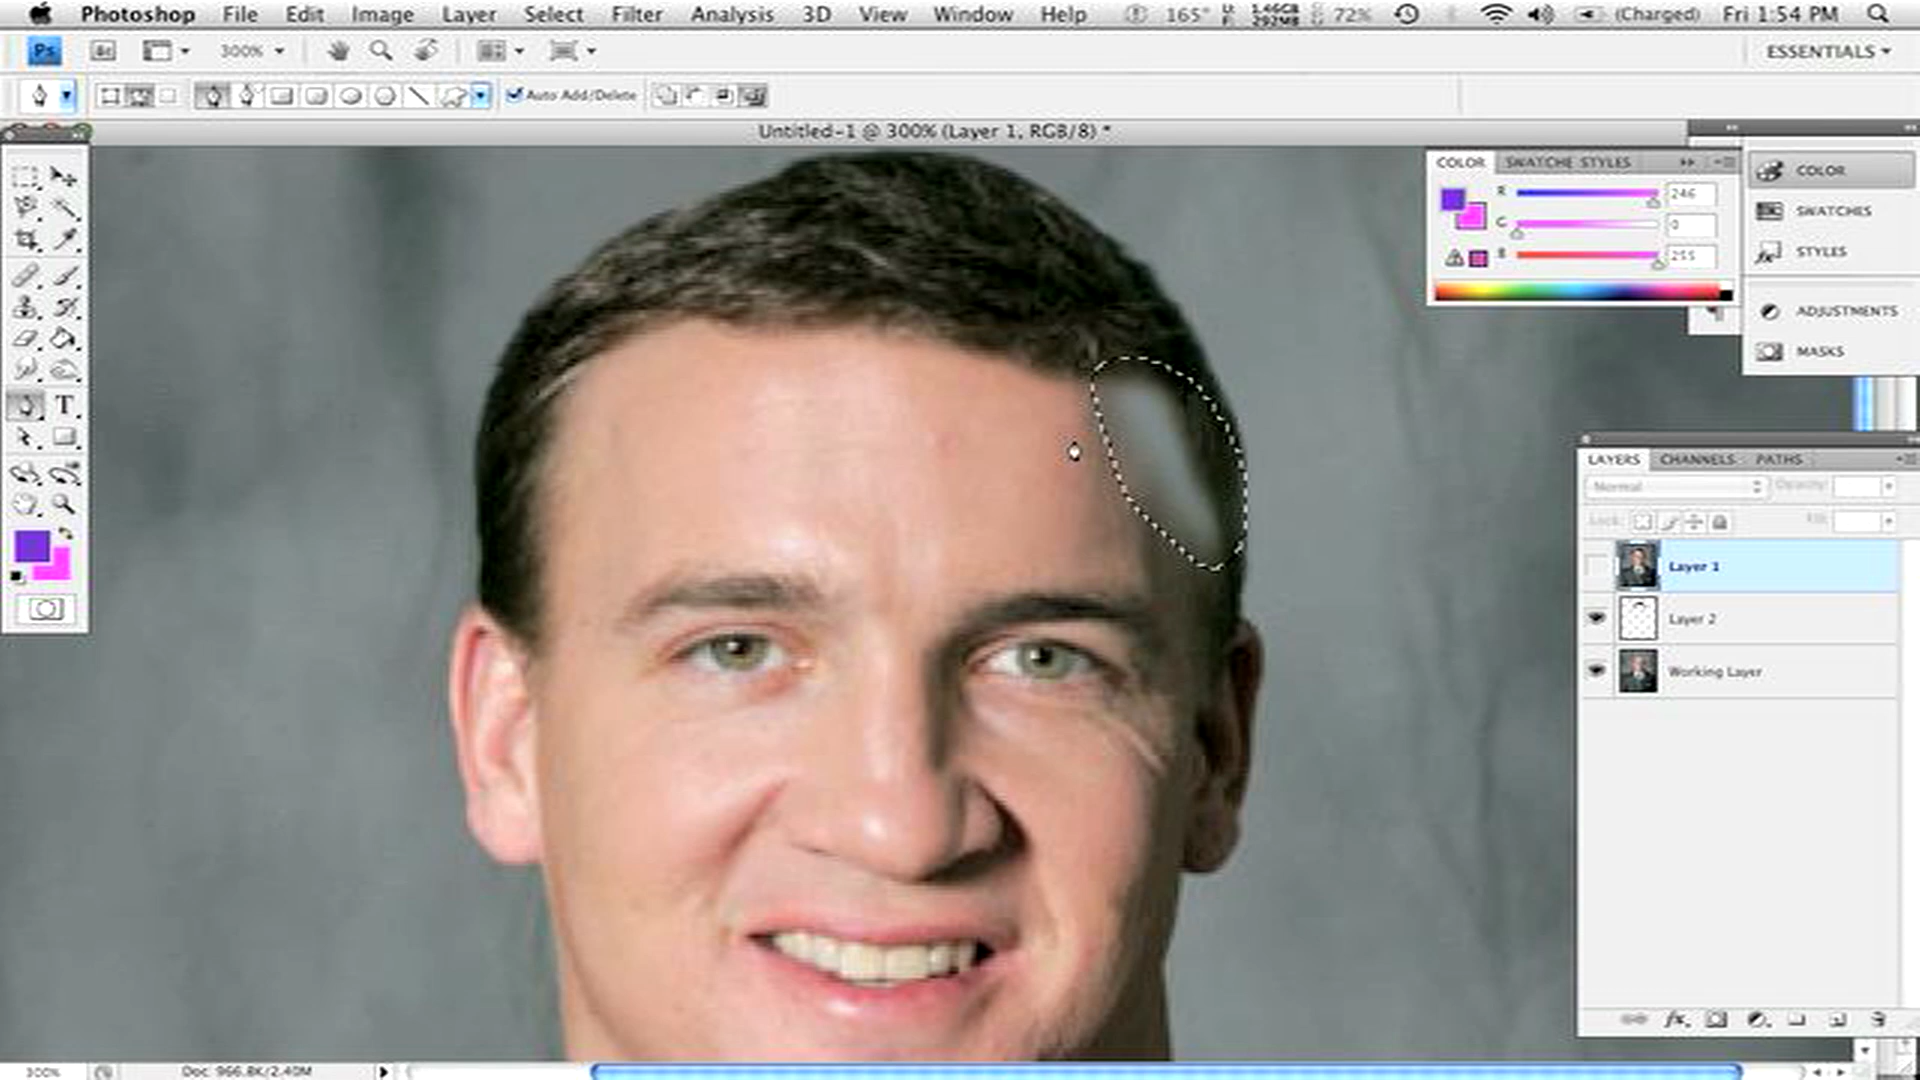 Photoshop File Edit Image Layer Select Filter Analysis 3D View Window Help 165° 1.46GB 292MB 72% (Charged) Fri 1:54 PM
Ps Br 300% ESSENTIALS
Auto Add/Delete
Untitled-1 @ 300% (Layer 1, RGB/8) *
COLOR SWATCHE STYLES
R 246
G 0
B 255
COLOR
SWATCHES
STYLES
ADJUSTMENTS
MASKS
T
LAYERS CHANNELS PATHS
Normal Opacity:
Lock: Fill:
Layer 1
Layer 2
Working Layer
300% Doc: 966.8K/2.40M